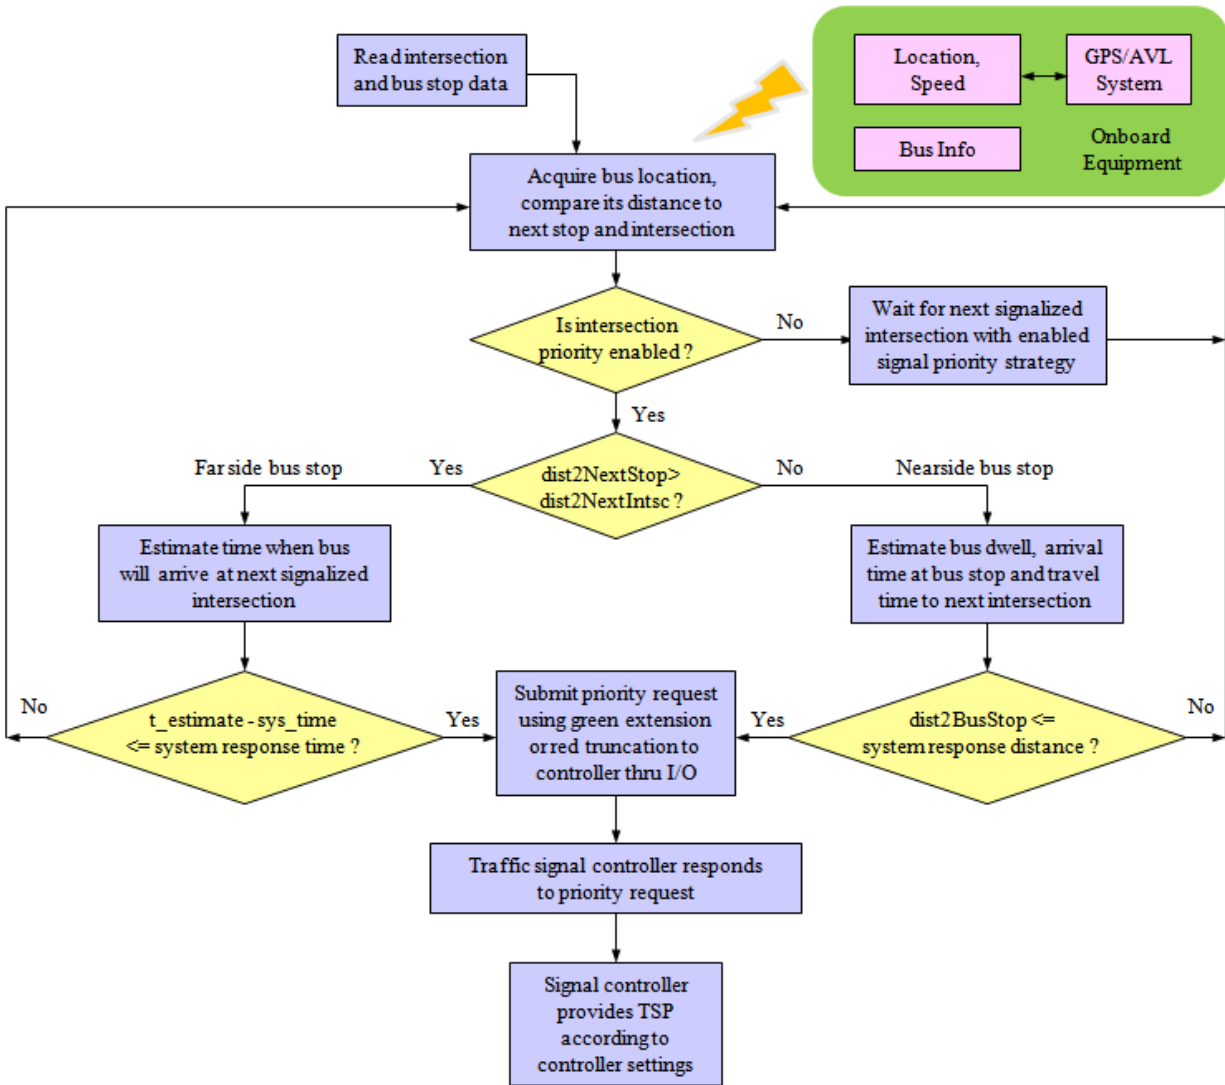 Read intersection
and bus stop data
Location,
Speed
GPS/AVL
System
Bus Info
Onboard
Equipment
Acquire bus location,
compare its distance to
next stop and intersection
Is intersection
priority enabled ?
No
Wait for next signalized
intersection with enabled
signal priority strategy
Yes
Far side bus stop
Yes
dist2NextStop>
dist2NextIntsc ?
No
Nearside bus stop
Estimate time when bus
will arrive at next signalized
intersection
Estimate bus dwell, arrival
time at bus stop and travel
time to next intersection
No
t_estimate - sys_time
<= system response time ?
Yes
Submit priority request
using green extension
or red truncation to
controller thru I/O
Yes
dist2BusStop <=
system response distance ?
No
Traffic signal controller responds
to priority request
Signal controller
provides TSP
according to
controller settings